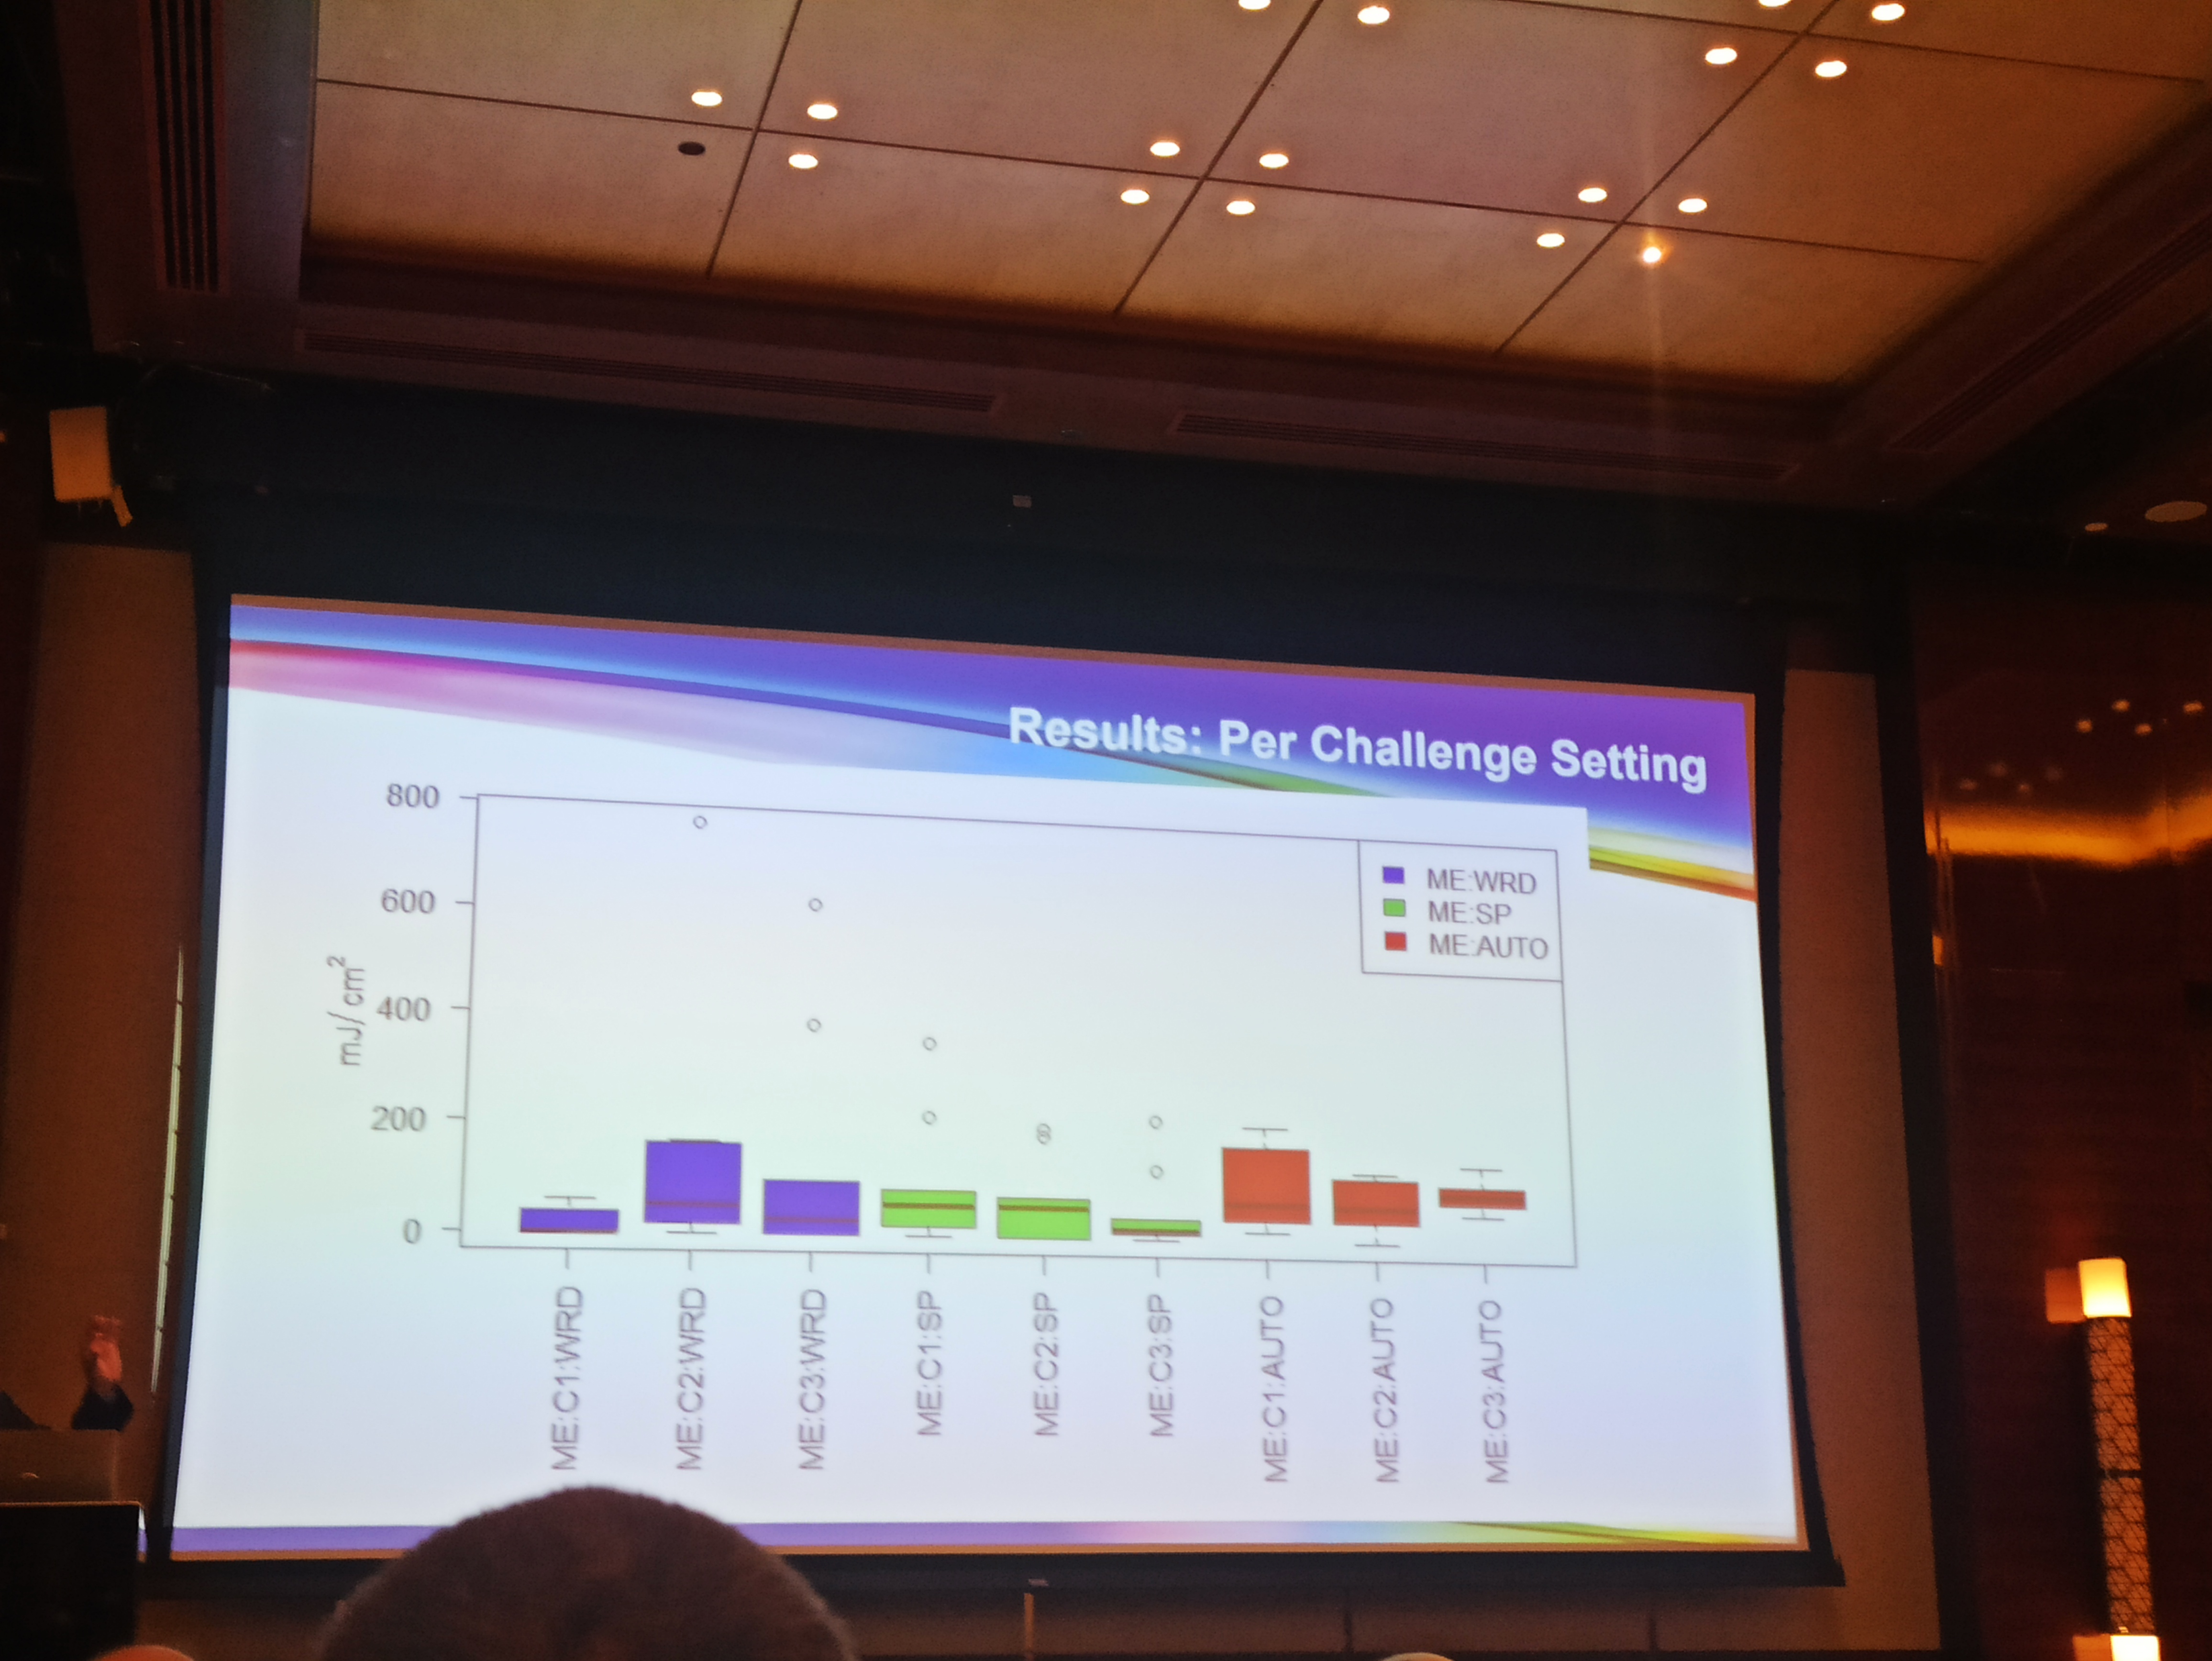 Results: Per Challenge Setting
800
600
400
200
0
mJ/ cm²
ME:WRD
ME:SP
ME:AUTO
ME:C1:WRD
ME:C2:WRD
ME:C3:WRD
ME:C1:SP
ME:C2:SP
ME:C3:SP
ME:C1:AUTO
ME:C2:AUTO
ME:C3:AUTO